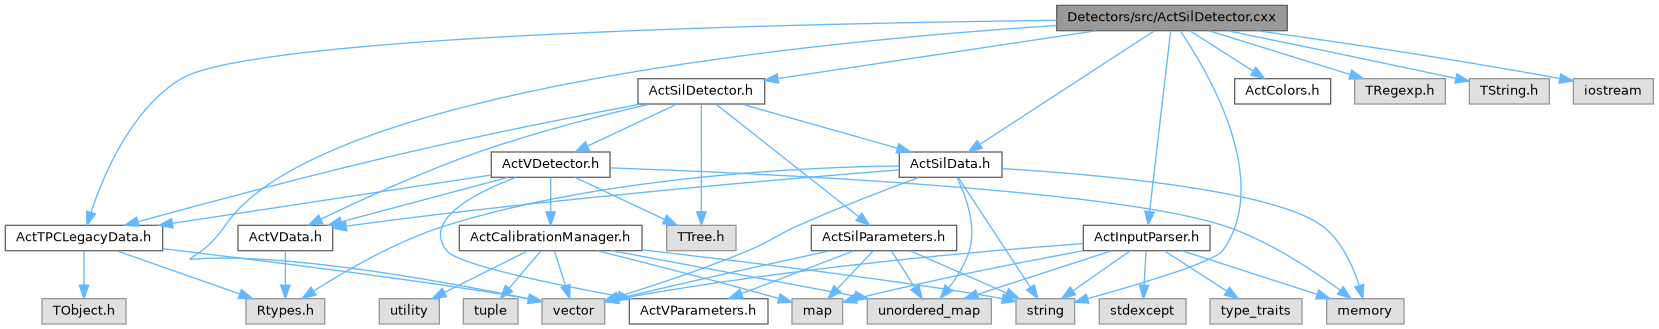 Detectors/src/ActSilDetector.cxx
ActSilDetector.h
ActColors.h
TRegexp.h
TString.h
iostream
ActVDetector.h
ActSilData.h
ActTPCLegacyData.h
ActVData.h
ActCalibrationManager.h
TTree.h
ActSilParameters.h
ActInputParser.h
TObject.h
Rtypes.h
utility
tuple
vector
ActVParameters.h
map
unordered_map
string
stdexcept
type_traits
memory